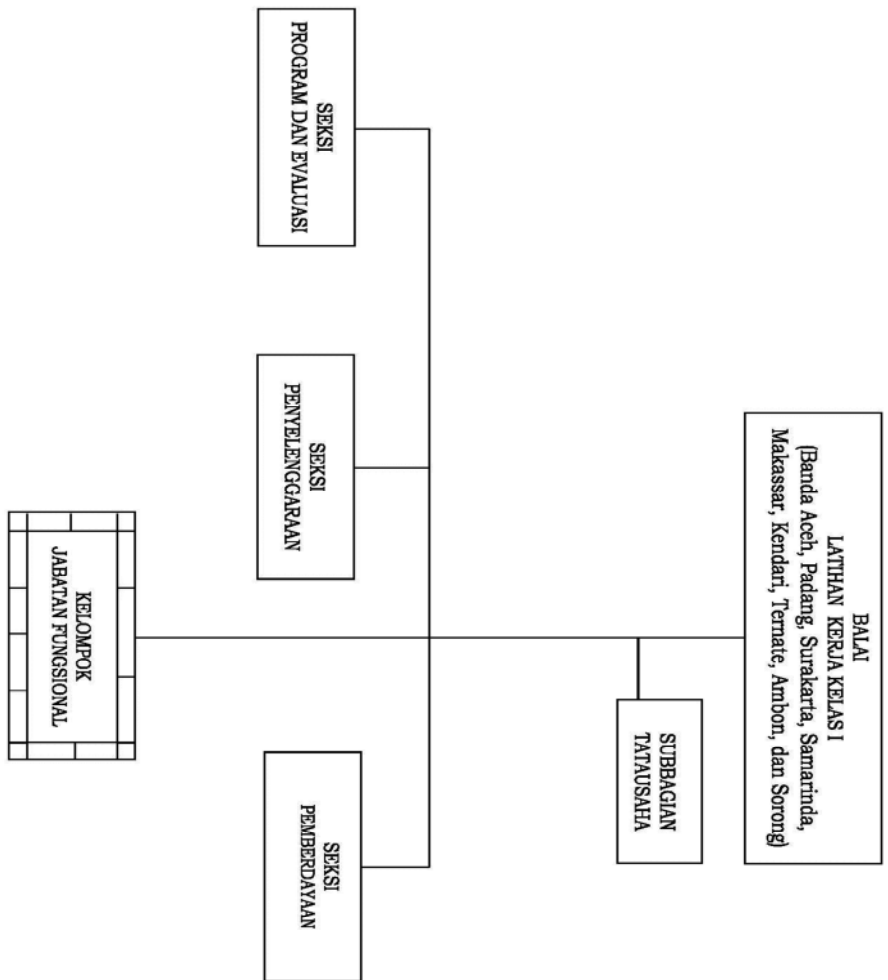 BALAI
LATIHAN KERJA KELAS I
(Banda Aceh, Padang, Surakarta, Samarinda,
Makassar, Kendari, Ternate, Ambon, dan Sorong)
SUBBAGIAN
TATAUSAHA
SEKSI
PROGRAM DAN EVALUASI
SEKSI
PENYELENGGARAAN
SEKSI
PEMBERDAYAAN
KELOMPOK
JABATAN FUNGSIONAL